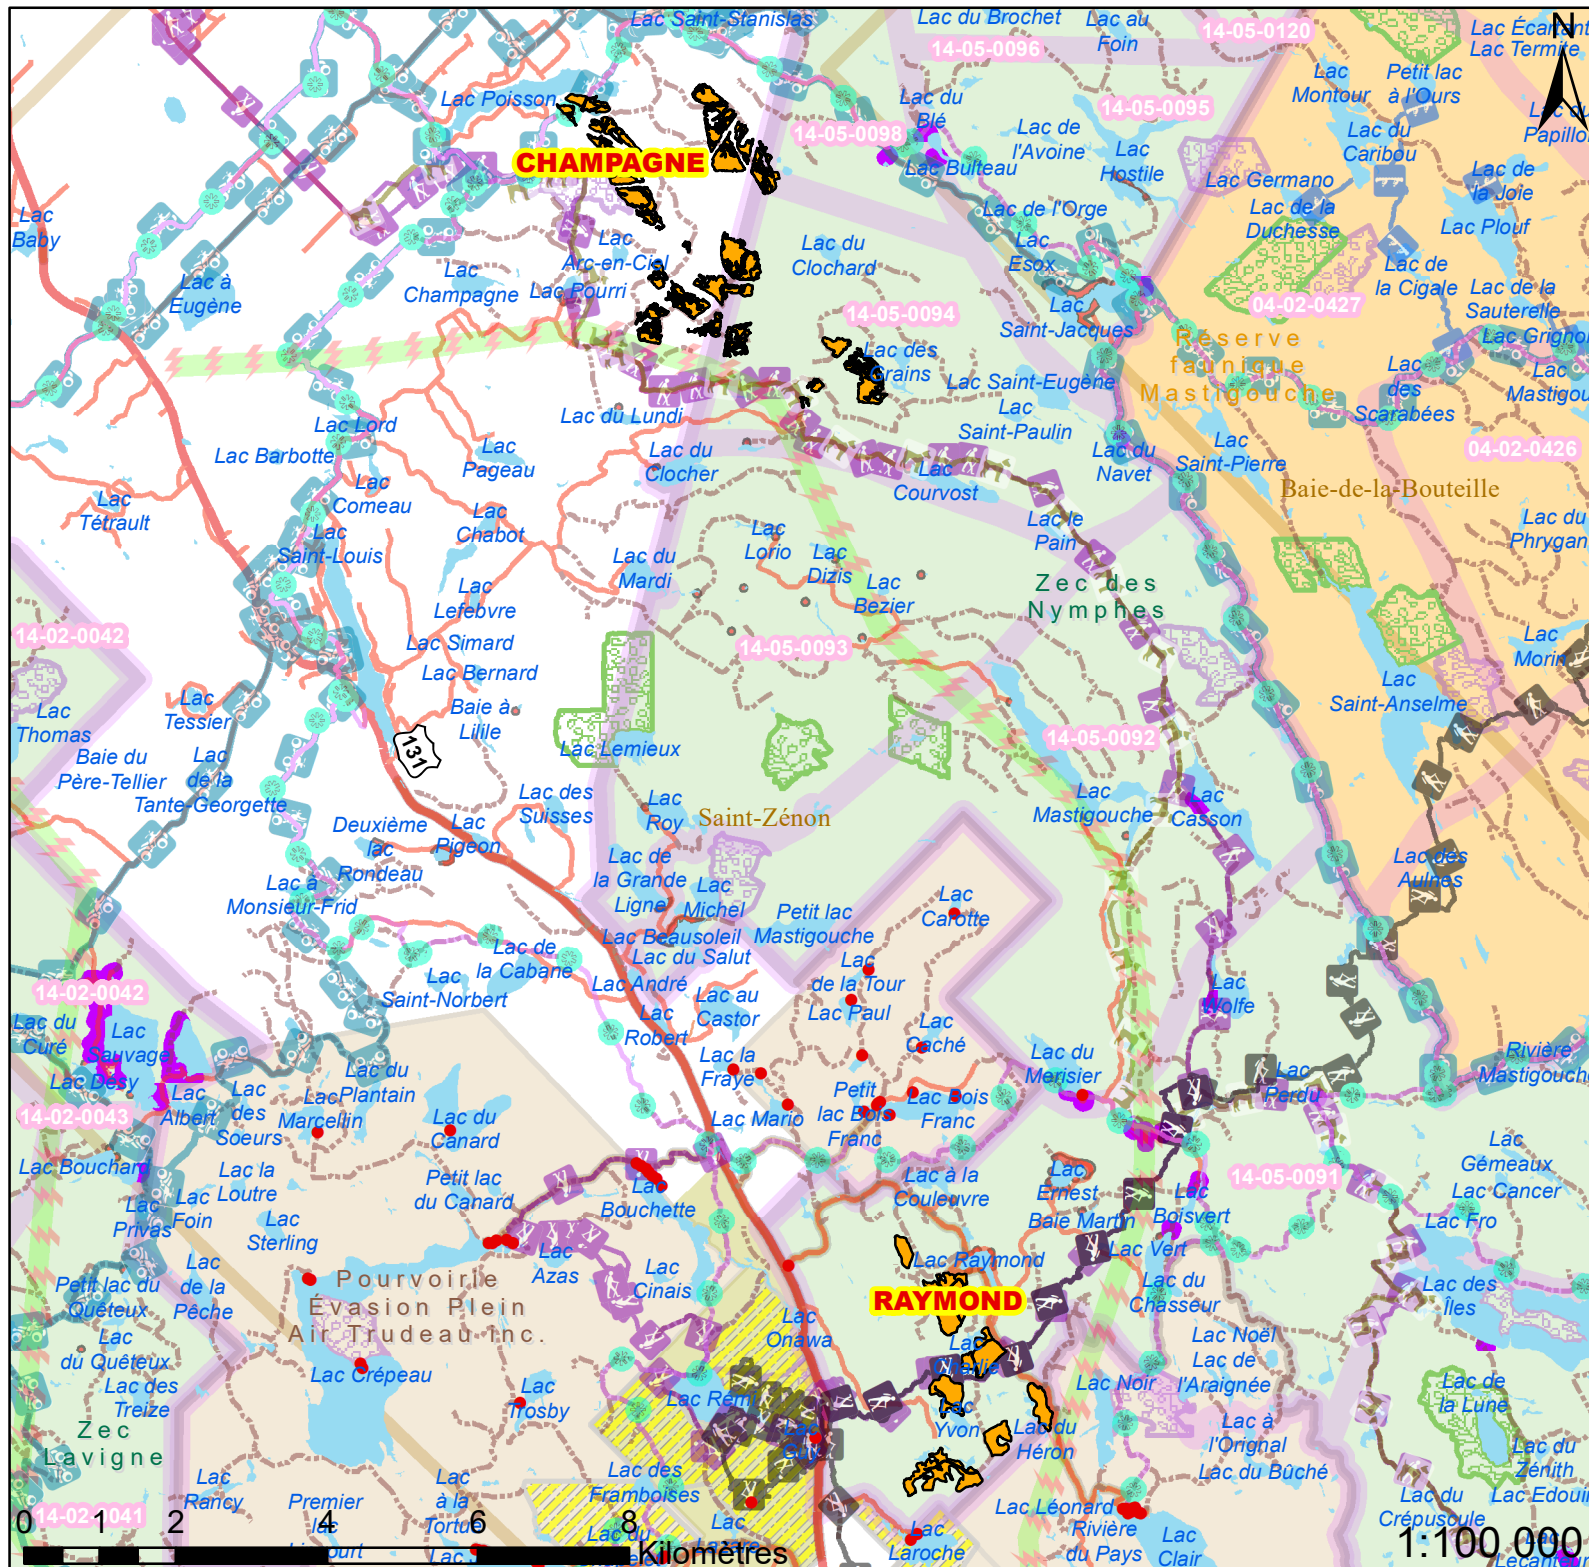 Lac Saint-Stanislas
Lac du Brochet
Lac au
Foin
14-05-0120
14-05-0096
N
Lac Termite
Lac Poisson
Lac du
Blé
14-05-0095
Lac
Montour
Petit lac
à l'Ours
14-05-0098
Lac de
l'Avoine
Lac du
Caribou
CHAMPAGNE
Lac Bulteau
Lac
Hostile
Lac Germano
Lac de
la Joie
Lac
Baby
Lac de l'Orge
Lac de la
Duchesse
Lac Plouf
Lac
Arc-en-Ciel
Lac du
Clochard
Lac
Esox
Lac de
la Cigale
Lac à
Eugène
Lac
Champagne
Lac Pourri
Lac de la
Sauterelle
04-02-0427
14-05-0094
Lac
Saint-Jacques
Réserve
faunique
Mastigouche
Lac des
Grains
Lac
des
Scarabées
Lac Saint-Eugène
Lac
Saint-Paulin
Lac du Lundi
Lac Lord
Lac Barbotte
Lac
Pageau
Lac du
Clocher
Lac
Courvost
Lac du
Navet
Lac
Saint-Pierre
04-02-0426
Lac
Tétrault
Lac
Comeau
Lac
Chabot
Baie-de-la-Bouteille
Lac
Saint-Louis
Lac
Lorio
Lac le
Pain
Lac du
Mardi
Lac
Dizis
Lac
Bezier
Zec des
Nymphes
Lac
Lefebvre
14-02-0042
Lac Simard
14-05-0093
Lac
Morin
Lac Bernard
Lac
Saint-Anselme
Lac
Thomas
Lac
Tessier
Baie à
Lilile
131
Lac Lemieux
14-05-0092
Baie du
Père-Tellier
Lac
de la
Tante-Georgette
Lac des
Suisses
Lac
Roy
Saint-Zénon
Lac
Mastigouche
Lac
Casson
Deuxième
lac
Rondeau
Lac
Pigeon
Lac des
Aulnes
Lac à
Monsieur-Frid
Lac de
la Grande
Ligne
Lac
Michel
Petit lac
Mastigouche
Lac
Carotte
Lac Beausoleil
Lac du Salut
Lac de
la Cabane
Lac
Saint-Norbert
Lac André
Lac
de la Tour
Lac Paul
14-02-0042
Lac au
Castor
Lac
Wolfe
Lac du
Curé
Lac
Sauvage
Lac
Robert
Lac
Caché
Lac la
Fraye
Lac du
Merisier
Rivière
Mastigouche
Lac Désy
Lac du
Plantain
Lac
Perdu
14-02-0043
Lac
Albert
Lac
des
Soeurs
Lac
Marcellin
Lac du
Canard
Lac Mario
Petit
lac Bois
Franc
Lac Bois
Franc
Lac Bouchard
Lac la
Loutre
Petit lac
du Canard
Lac
Bouchette
Lac à la
Couleuvre
Lac
Ernest
14-05-0091
Lac
Gémeaux
Lac Cancer
Lac
Privas
Lac
Foin
Lac
Sterling
Baie Martin
Lac
Boisvert
Lac Fro
Lac Vert
Lac
Azas
Lac
Cinais
Lac Raymond
RAYMOND
Petit lac du
Quêteux
Lac
de la
Pêche
Pourvoirie
Évasion Plein
Air Trudeau inc.
Lac du
Chasseur
Lac des
Îles
Lac
Onawa
Lac
du Quêteux
Lac des
Treize
Lac Crépeau
Lac
Charlie
Lac Noël
Lac de
l'Araignée
Lac
Trosby
Lac Rémi
Lac Noir
Lac de
la Lune
Zec
Lavigne
Lac
Guy
Lac
Yvon
Lac du
Héron
Lac à
l'Orignal
Lac du Bûché
Lac du
Zénith
Lac
Rancy
Lac
à la
Tortue
Lac des
Framboises
Lac Léonard
Lac du
Crépuscule
14-02-0041
Premier
lac
Lac
Laroche
Rivière
du Pays
Lac
Clair
0 1 2 4 6 8
Kilomètres
1:100 000